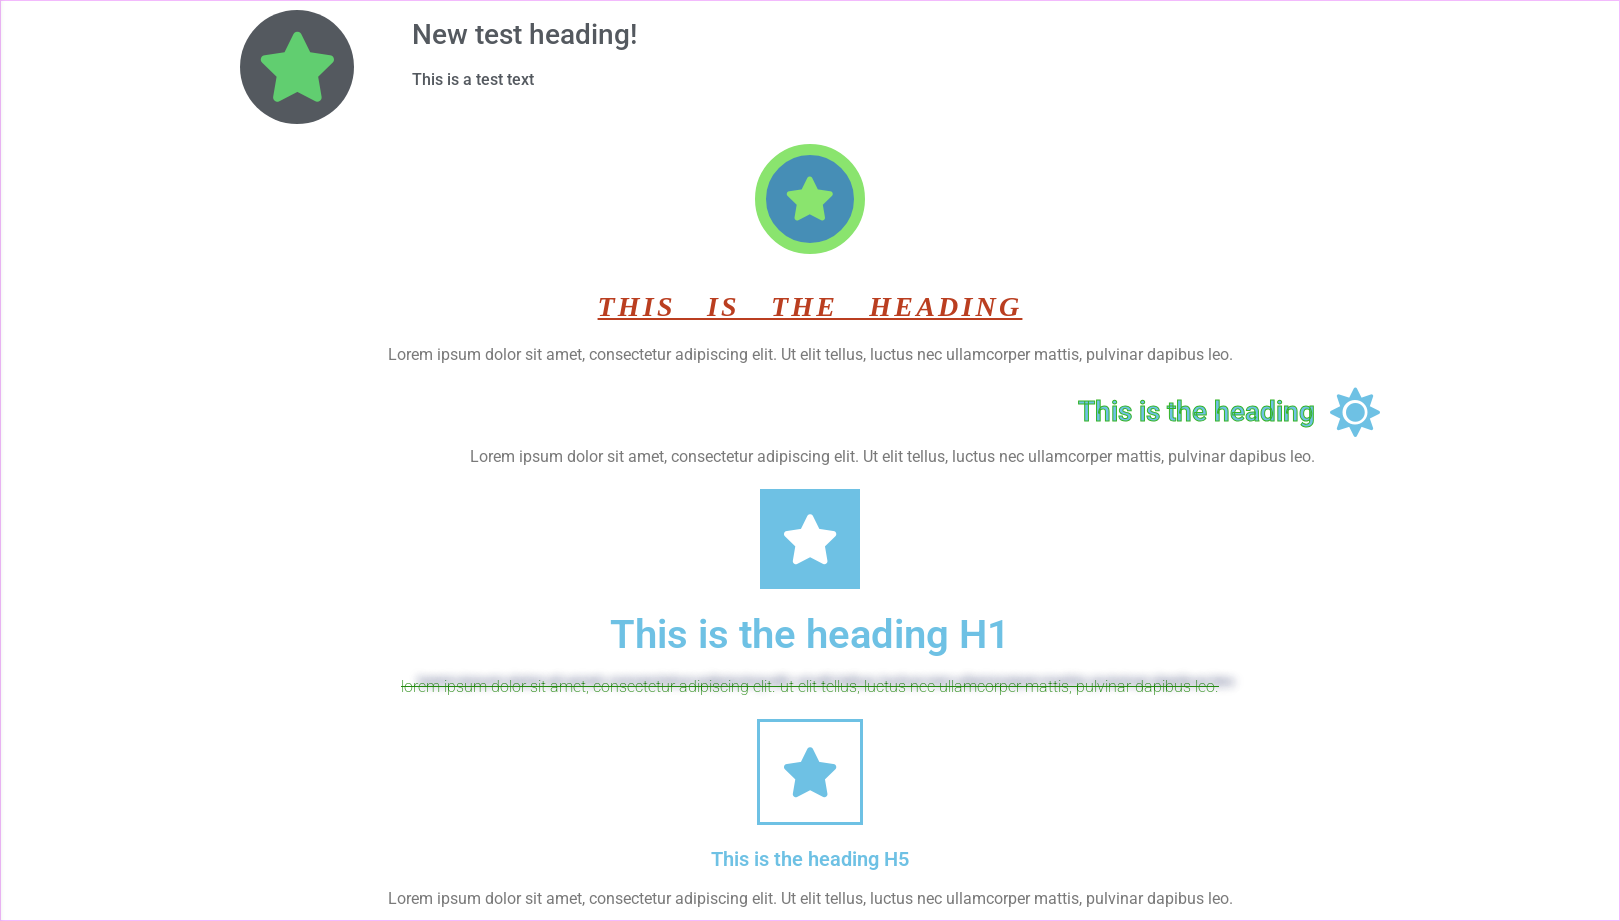 New test heading!
This is a test text
THIS IS THE HEADING
Lorem ipsum dolor sit amet, consectetur adipiscing elit. Ut elit tellus, luctus nec ullamcorper mattis, pulvinar dapibus leo.
This is the heading
Lorem ipsum dolor sit amet, consectetur adipiscing elit. Ut elit tellus, luctus nec ullamcorper mattis, pulvinar dapibus leo.
This is the heading H1
lorem ipsum dolor sit amet, consectetur adipiscing elit. ut elit tellus, luctus nec ullamcorper mattis, pulvinar dapibus leo.
This is the heading H5
Lorem ipsum dolor sit amet, consectetur adipiscing elit. Ut elit tellus, luctus nec ullamcorper mattis, pulvinar dapibus leo.